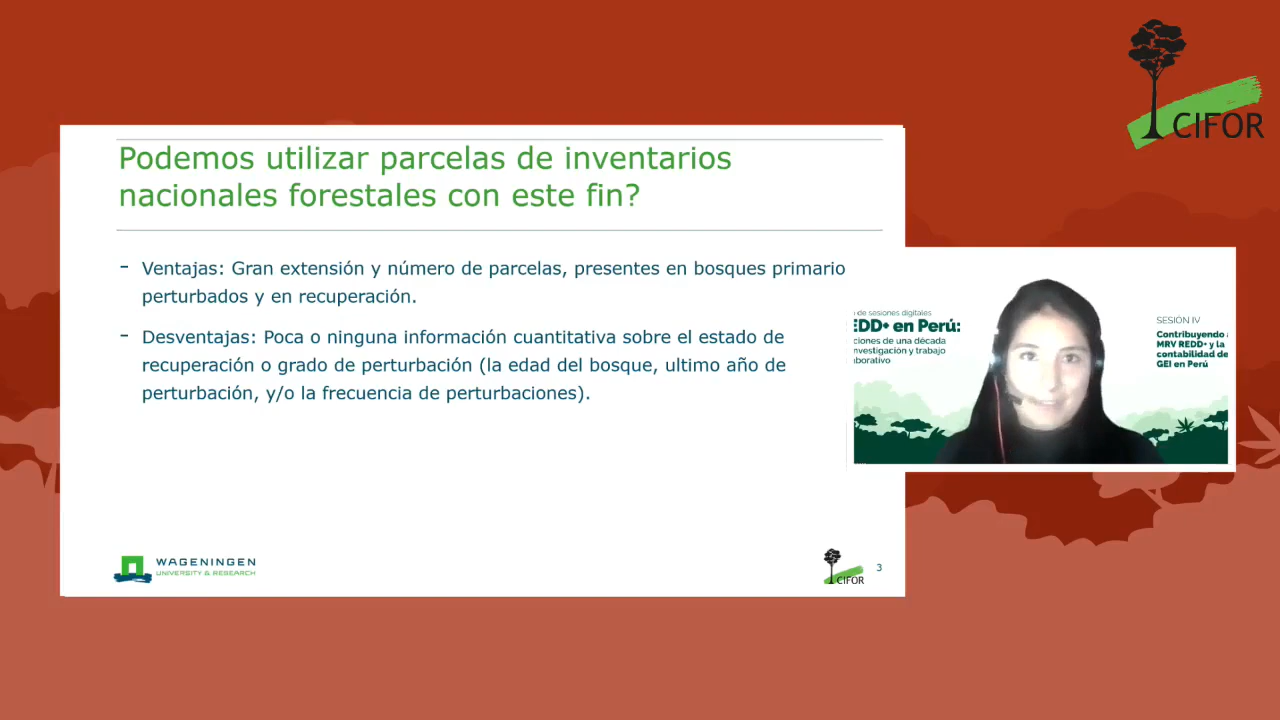 CIFOR
Podemos utilizar parcelas de inventarios
nacionales forestales con este fin?
- Ventajas: Gran extensión y número de parcelas, presentes en bosques primario
perturbados y en recuperación.
- Desventajas: Poca o ninguna información cuantitativa sobre el estado de
recuperación o grado de perturbación (la edad del bosque, ultimo año de
perturbación, y/o la frecuencia de perturbaciones).
WAGENINGEN
UNIVERSITY & RESEARCH
CIFOR
3
de sesiones digitales
EDD+ en Perú:
ciones de una década
nvestigación y trabajo
aborativo
SESIÓN IV
Contribuyendo
MRV REDD+ y la
contabilidad de
GEI en Perú